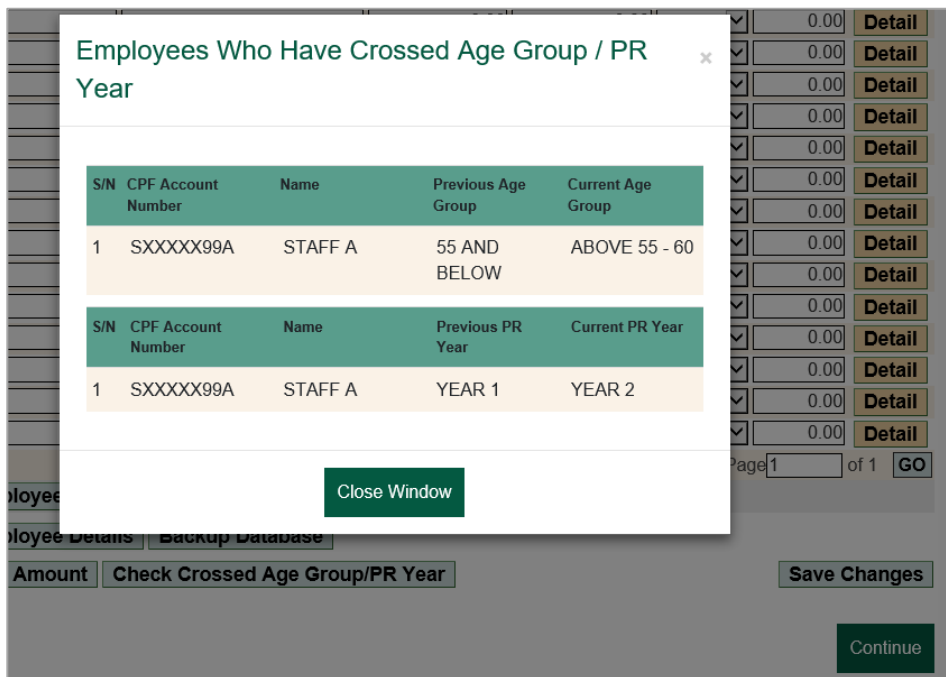 Employees Who Have Crossed Age Group / PR
Year
×
S/N CPF Account Number Name Previous Age Group Current Age Group
1 SXXXXX99A STAFF A 55 AND BELOW ABOVE 55 - 60
S/N CPF Account Number Name Previous PR Year Current PR Year
1 SXXXXX99A STAFF A YEAR 1 YEAR 2
Close Window
0.00 Detail
0.00 Detail
0.00 Detail
0.00 Detail
0.00 Detail
0.00 Detail
0.00 Detail
0.00 Detail
0.00 Detail
0.00 Detail
0.00 Detail
0.00 Detail
0.00 Detail
0.00 Detail
Page 1 of 1 GO
ployee
ployee Details Backup Database
Amount Check Crossed Age Group/PR Year Save Changes
Continue